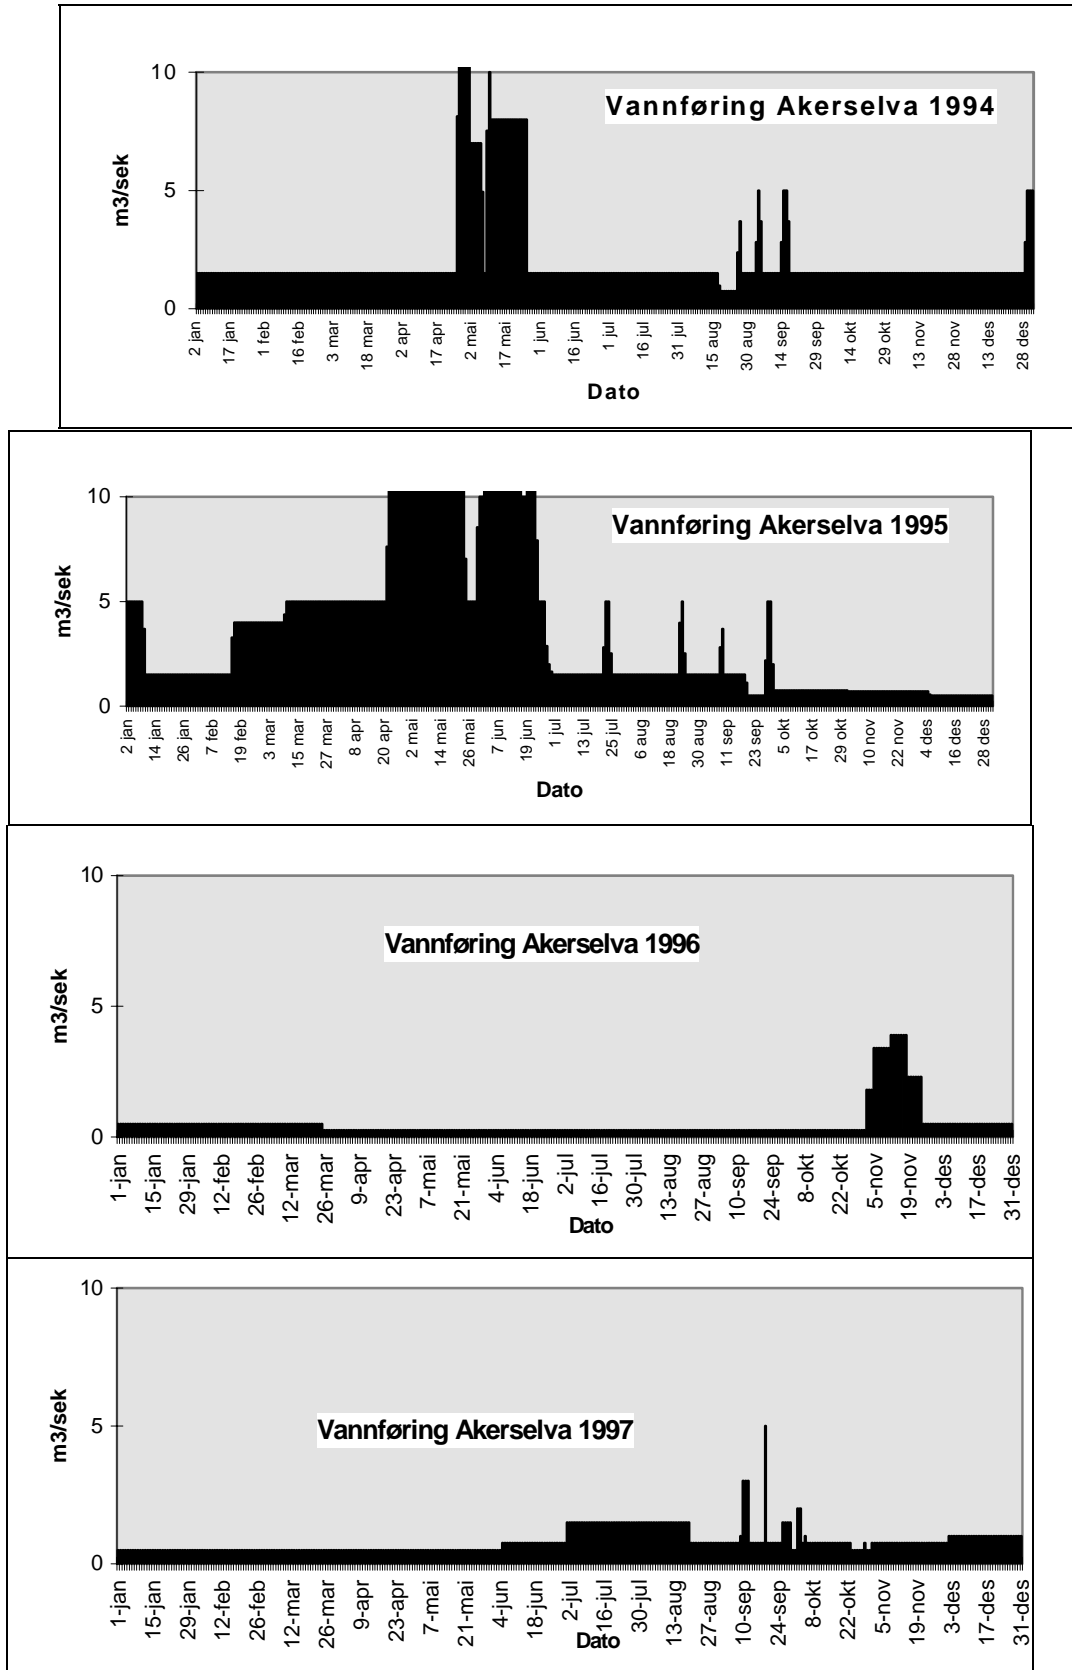 Vannføring Akerselva 1994
10
5
0
m3/sek
2 jan 17 jan 1 feb 16 feb 3 mar 18 mar 2 apr 17 apr 2 mai 17 mai 1 jun 16 jun 1 jul 16 jul 31 jul 15 aug 30 aug 14 sep 29 sep 14 okt 29 okt 13 nov 28 nov 13 des 28 des
Dato
Vannføring Akerselva 1995
10
5
0
m3/sek
2 jan 14 jan 26 jan 7 feb 19 feb 3 mar 15 mar 27 mar 8 apr 20 apr 2 mai 14 mai 26 mai 7 jun 19 jun 1 jul 13 jul 25 jul 6 aug 18 aug 30 aug 11 sep 23 sep 5 okt 17 okt 29 okt 10 nov 22 nov 4 des 16 des 28 des
Dato
Vannføring Akerselva 1996
10
5
0
m3/sek
1-jan 15-jan 29-jan 12-feb 26-feb 12-mar 26-mar 9-apr 23-apr 7-mai 21-mai 4-jun 18-jun 2-jul 16-jul 30-jul 13-aug 27-aug 10-sep 24-sep 8-okt 22-okt 5-nov 19-nov 3-des 17-des 31-des
Dato
10
5
0
m3/sek
Vannføring Akerselva 1997
1-jan 15-jan 29-jan 12-feb 26-feb 12-mar 26-mar 9-apr 23-apr 7-mai 21-mai 4-jun 18-jun 2-jul 16-jul 30-jul 13-aug 27-aug 10-sep 24-sep 8-okt 22-okt 5-nov 19-nov 3-des 17-des 31-des
Dato